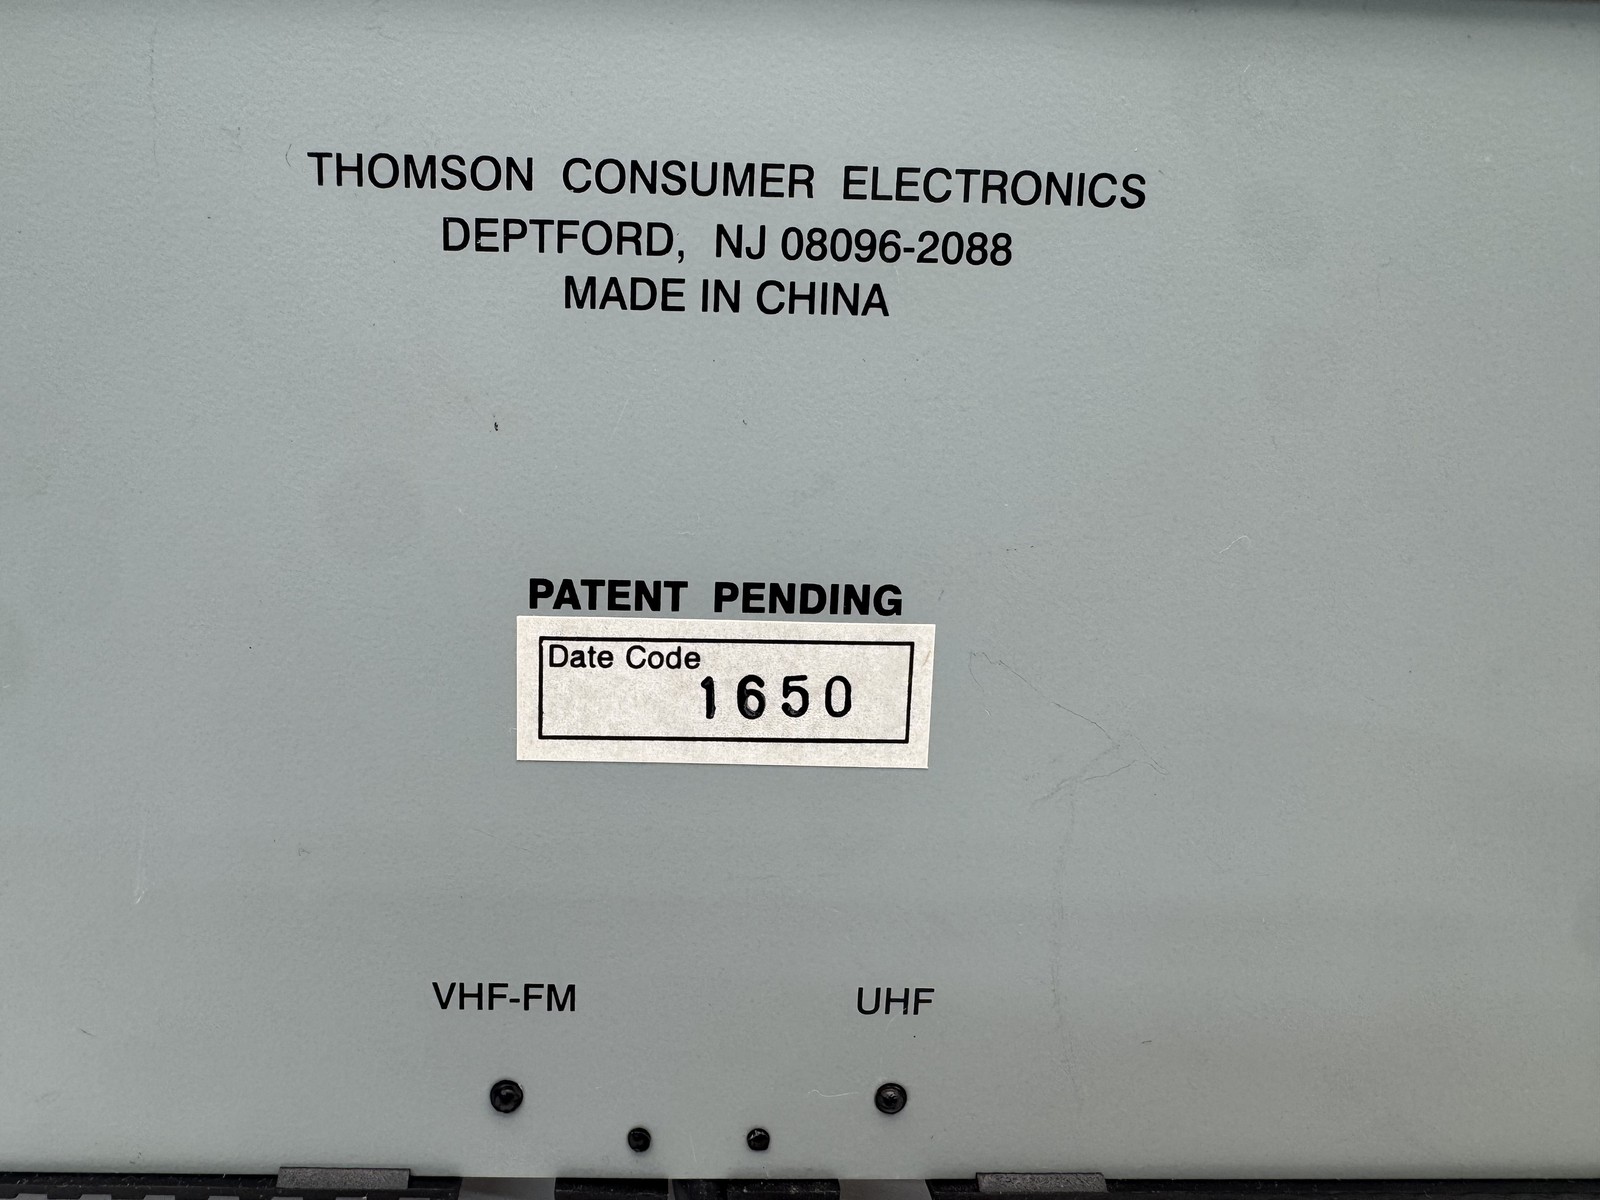 THOMSON CONSUMER ELECTRONICS
DEPTFORD, NJ 08096-2088
MADE IN CHINA
PATENT PENDING
Date Code
1650
VHF-FM UHF